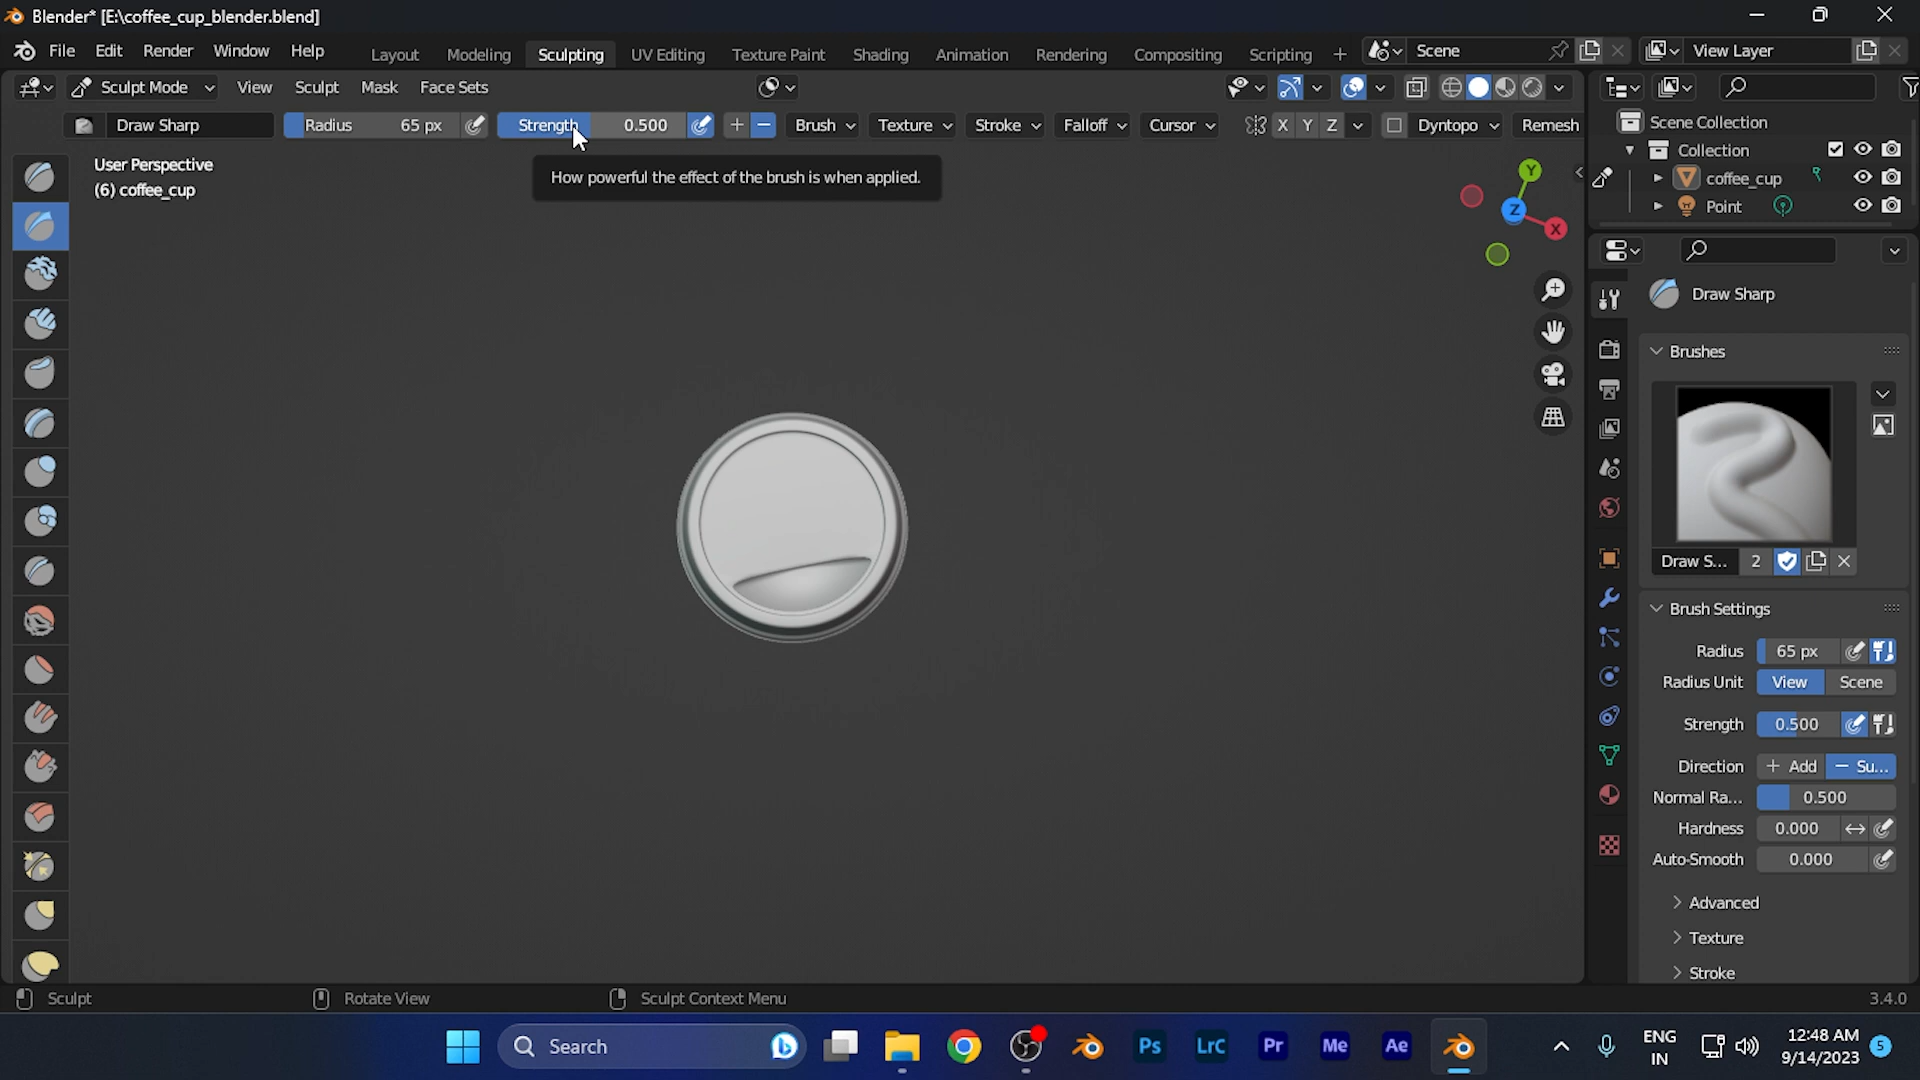 Blender* [E:\coffee_cup_blender.blend]
File Edit Render Window Help Layout Modeling Sculpting UV Editing Texture Paint Shading Animation Rendering Compositing Scripting + Scene View Layer
Sculpt Mode View Sculpt Mask Face Sets
Draw Sharp Radius 65 px Strength 0.500 Brush Texture Stroke Falloff Cursor X Y Z Dyntopo Remesh
User Perspective
(6) coffee_cup
How powerful the effect of the brush is when applied.
Y
Z
X
Scene Collection
Collection
coffee_cup
Point
Draw Sharp
Brushes
Draw S... 2
Brush Settings
Radius 65 px
Radius Unit View Scene
Strength 0.500
Direction + Add − Su...
Normal Ra... 0.500
Hardness 0.000
Auto-Smooth 0.000
Advanced
Texture
Stroke
Sculpt Rotate View Sculpt Context Menu 3.4.0
Search Ps LrC Pr Me Ae
ENG
IN
12:48 AM
9/14/2023
5